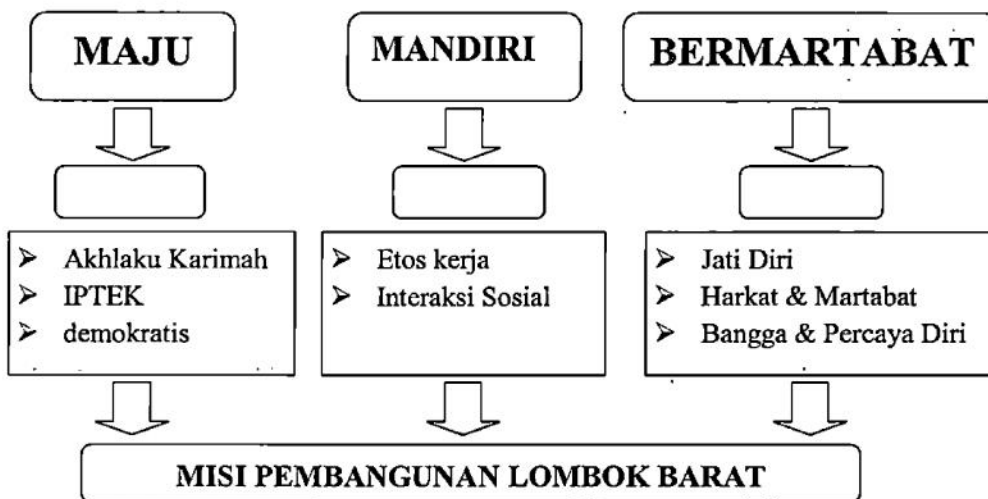 MAJU
MANDIRI
BERMARTABAT
➢ Akhlaku Karimah
➢ IPTEK
➢ demokratis
➢ Etos kerja
➢ Interaksi Sosial
➢ Jati Diri
➢ Harkat & Martabat
➢ Bangga & Percaya Diri
MISI PEMBANGUNAN LOMBOK BARAT